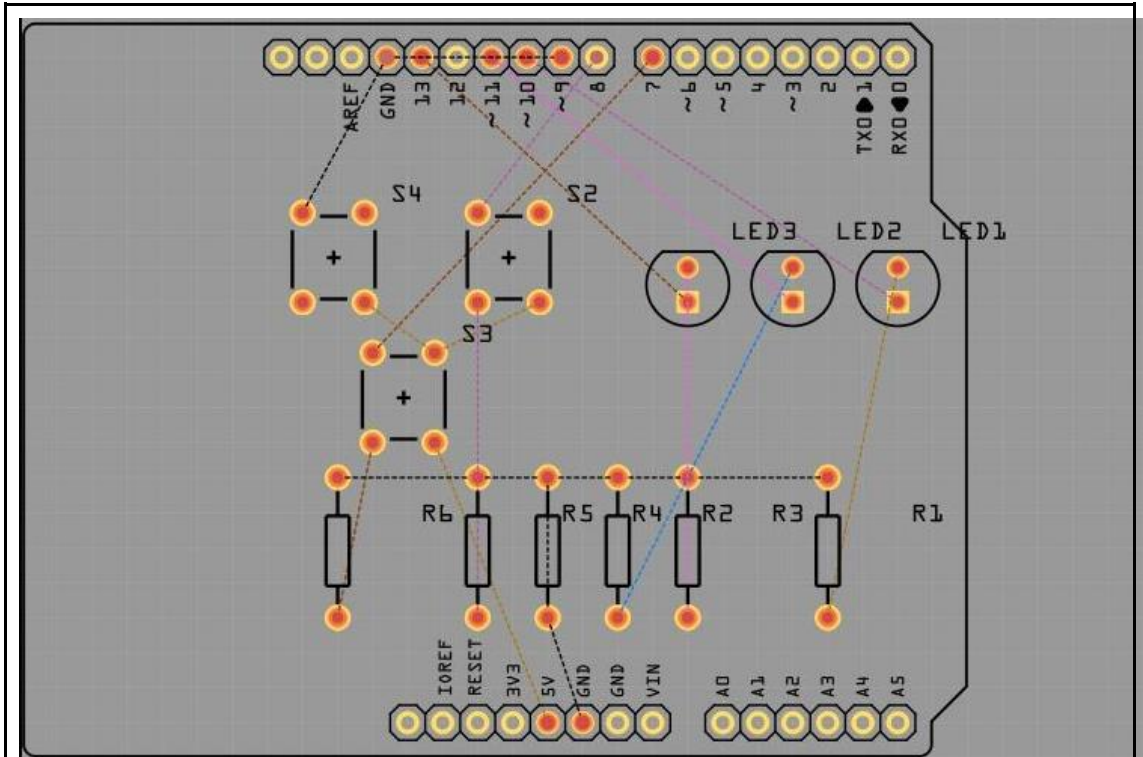 AREF
GND
13
12
~11
~10
~9
8
7
~6
~5
4
~3
2
TX0▶1
RX0◀0
S4
S2
LED3
LED2
LED1
+
+
S3
+
R6
R5
R4
R2
R3
R1
IOREF
RESET
3V3
5V
GND
GND
VIN
A0
A1
A2
A3
A4
A5